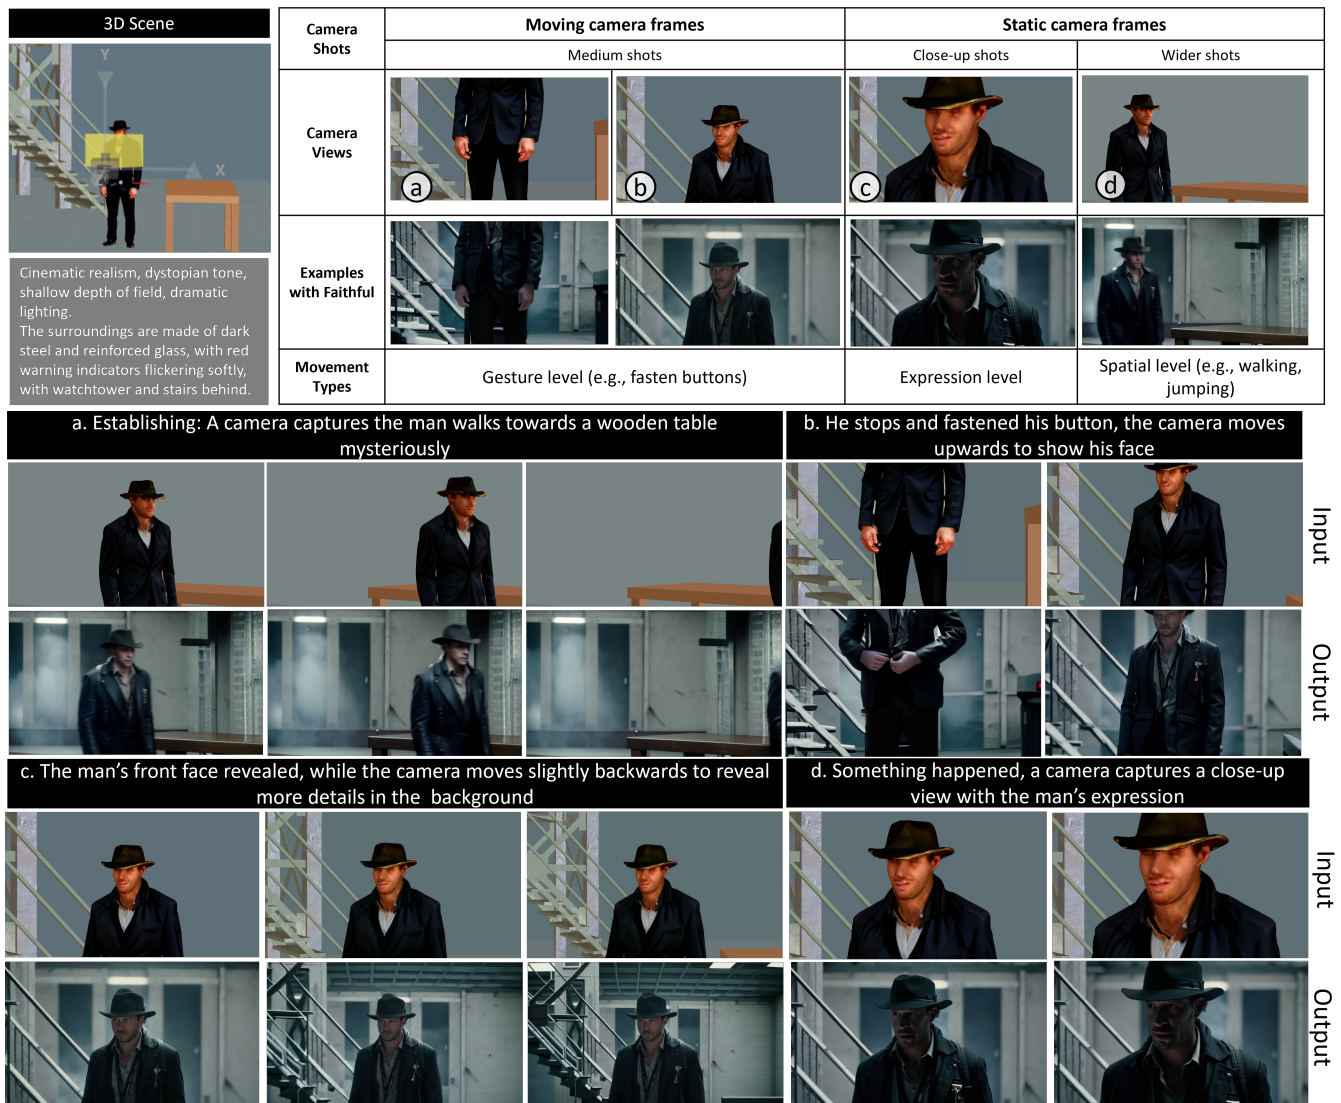 3D Scene
Y
X
Cinematic realism, dystopian tone,
shallow depth of field, dramatic
lighting.
The surroundings are made of dark
steel and reinforced glass, with red
warning indicators flickering softly,
with watchtower and stairs behind.
Camera
Shots
Moving camera frames
Static camera frames
Medium shots
Close-up shots
Wider shots
Camera
Views
a
b
c
d
Examples
with Faithful
Movement
Types
Gesture level (e.g., fasten buttons)
Expression level
Spatial level (e.g., walking,
jumping)
a. Establishing: A camera captures the man walks towards a wooden table
mysteriously
b. He stops and fastened his button, the camera moves
upwards to show his face
Input
Output
c. The man's front face revealed, while the camera moves slightly backwards to reveal
more details in the background
d. Something happened, a camera captures a close-up
view with the man's expression
Input
Output